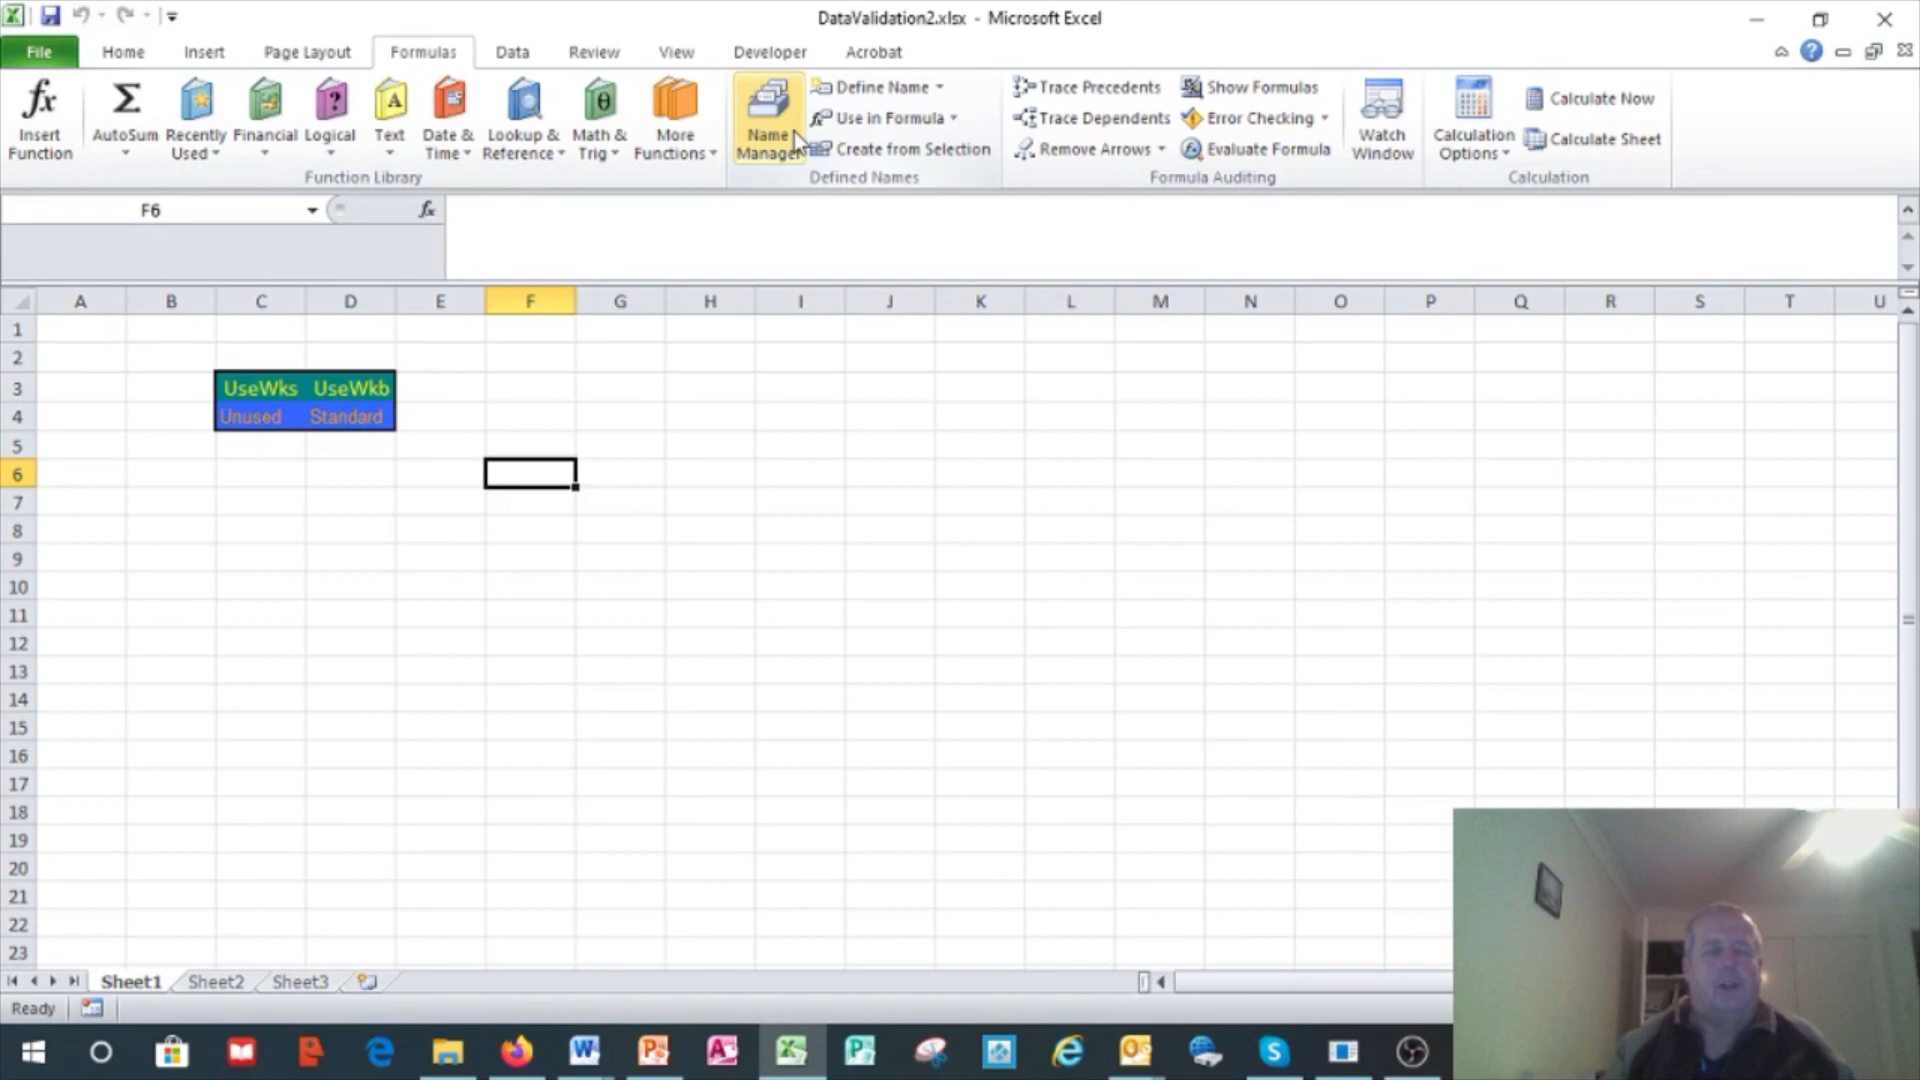 DataValidation2.xlsx - Microsoft Excel
File Home Insert Page Layout Formulas Data Review View Developer Acrobat
Insert Function
AutoSum
Recently Used
Financial
Logical
Text
Date & Time
Lookup & Reference
Math & Trig
More Functions
Function Library
Name Manager
Define Name
Use in Formula
Create from Selection
Defined Names
Trace Precedents
Trace Dependents
Remove Arrows
Show Formulas
Error Checking
Evaluate Formula
Formula Auditing
Watch Window
Calculation Options
Calculate Now
Calculate Sheet
Calculation
F6 fx
A B C D E F G H I J K L M N O P Q R S T U
1
2
3 UseWks UseWkb
4 Unused Standard
5
6
7
8
9
10
11
12
13
14
15
16
17
18
19
20
21
22
23
Sheet1 Sheet2 Sheet3
Ready